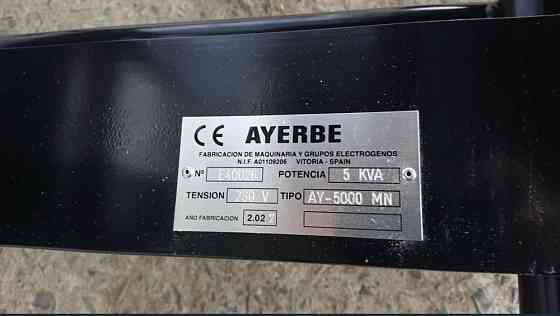 CE AYERBE
FABRICACION DE MAQUINARIA Y GRUPOS ELECTROGENOS
N.I.F. A01109206 VITORIA - SPAIN
Nº POTENCIA 5 KVA
TENSION 230 V TIPO AY-5000 MN
AÑO FABRICACION 2.02